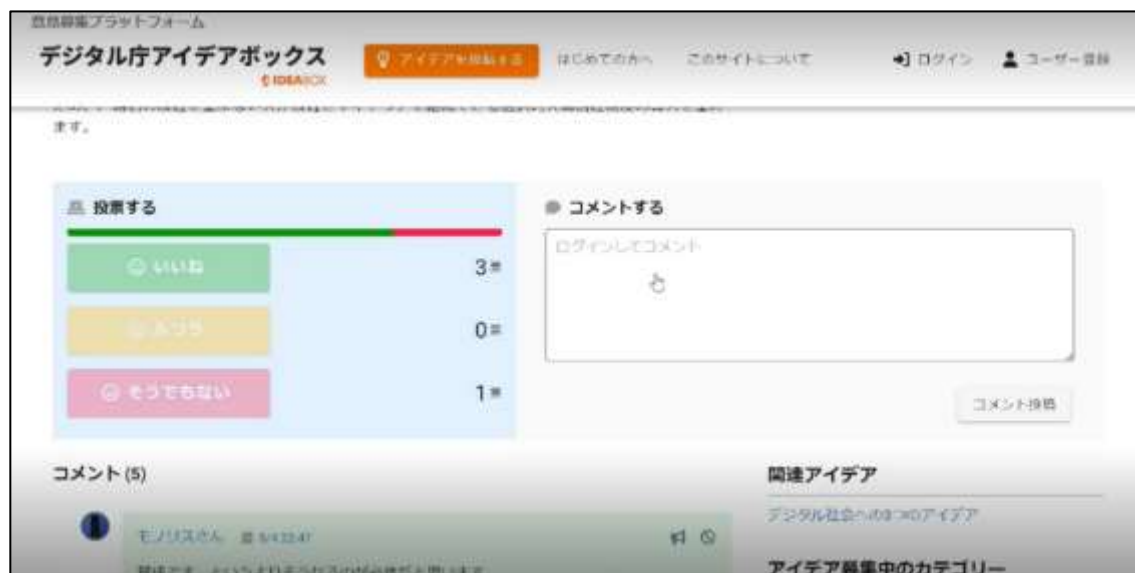 意見募集プラットフォーム
デジタル庁アイデアボックス
IDEABOX
アイデアを投稿する
はじめての方へ
このサイトについて
ログイン
ユーザー登録
ます。
投票する
いいね
3票
ふつう
0票
そうでもない
1票
コメントする
ログインしてコメント
コメント投稿
コメント (5)
モノリスさん
関連アイデア
デジタル社会への8つのアイデア
アイデア募集中のカテゴリー